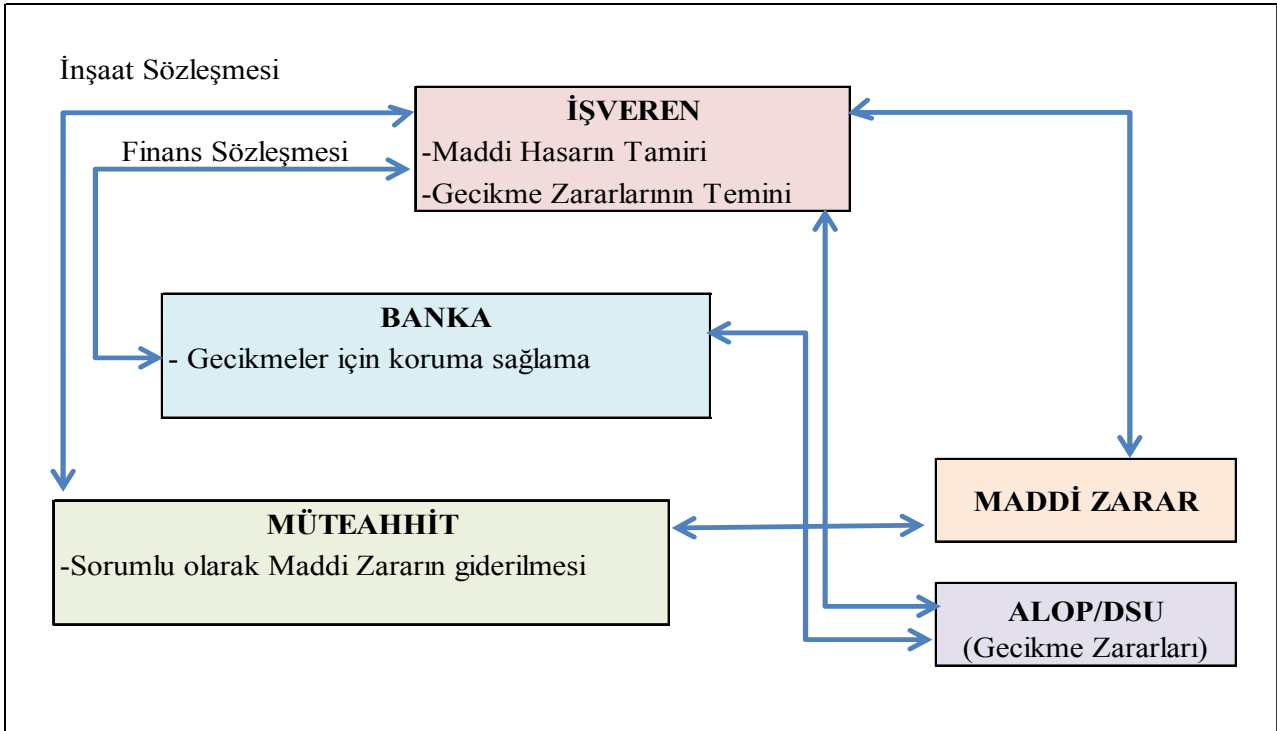 İnşaat Sözleşmesi
İŞVEREN
-Maddi Hasarın Tamiri
-Gecikme Zararlarının Temini
Finans Sözleşmesi
BANKA
- Gecikmeler için koruma sağlama
MÜTEAHHİT
-Sorumlu olarak Maddi Zararın giderilmesi
MADDİ ZARAR
ALOP/DSU
(Gecikme Zararları)